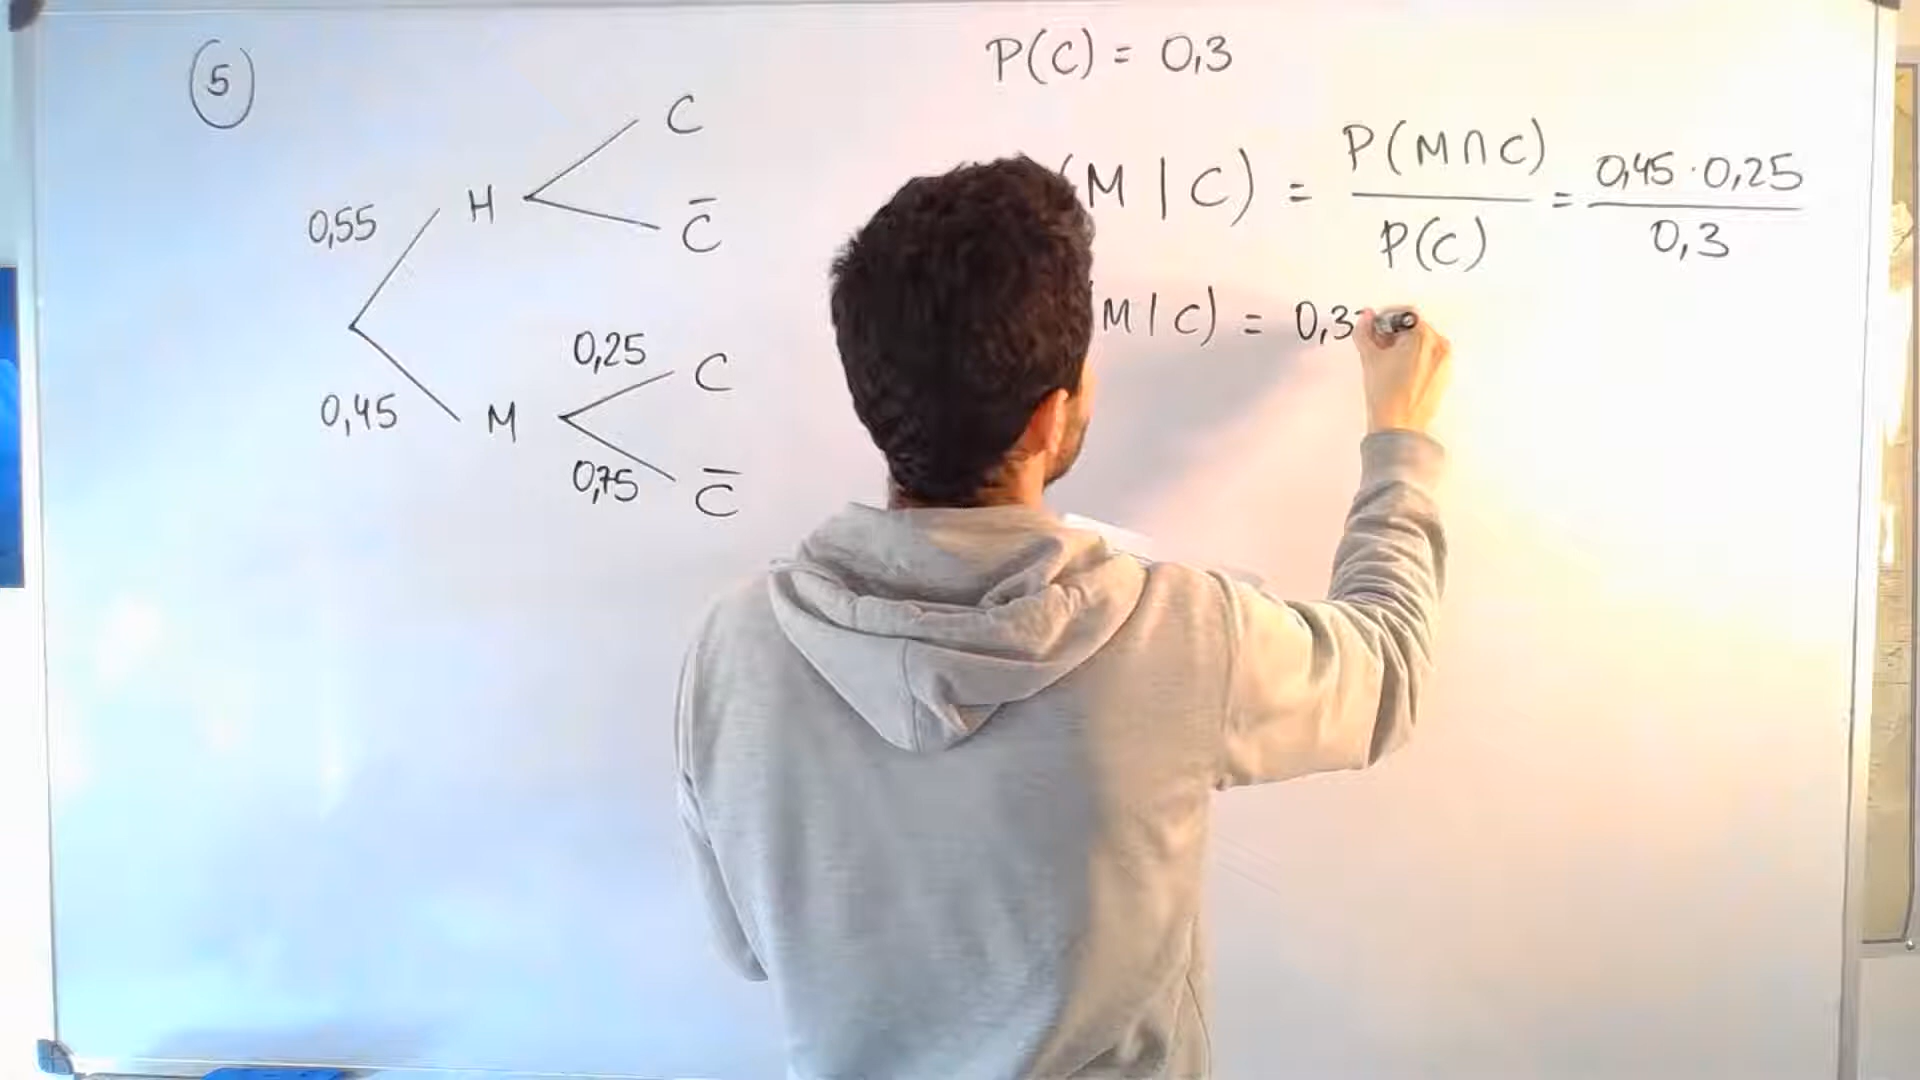 5
P(C) = 0,3
C
0,55 H
C̅
(M | C) = P(M∩C) / P(C) = 0,45 · 0,25 / 0,3
M | C) = 0,3
0,25 C
0,45 M
0,75 C̅